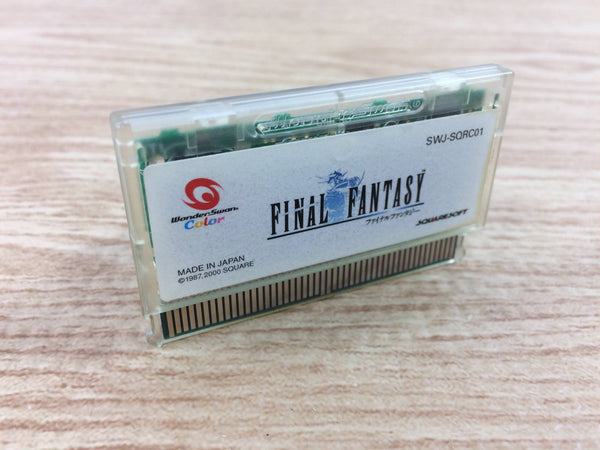 SWJ-SQRC01
WonderSwan
Color
FINAL FANTASY
ファイナルファンタジー
SQUARESOFT
MADE IN JAPAN
©1987,2000 SQUARE